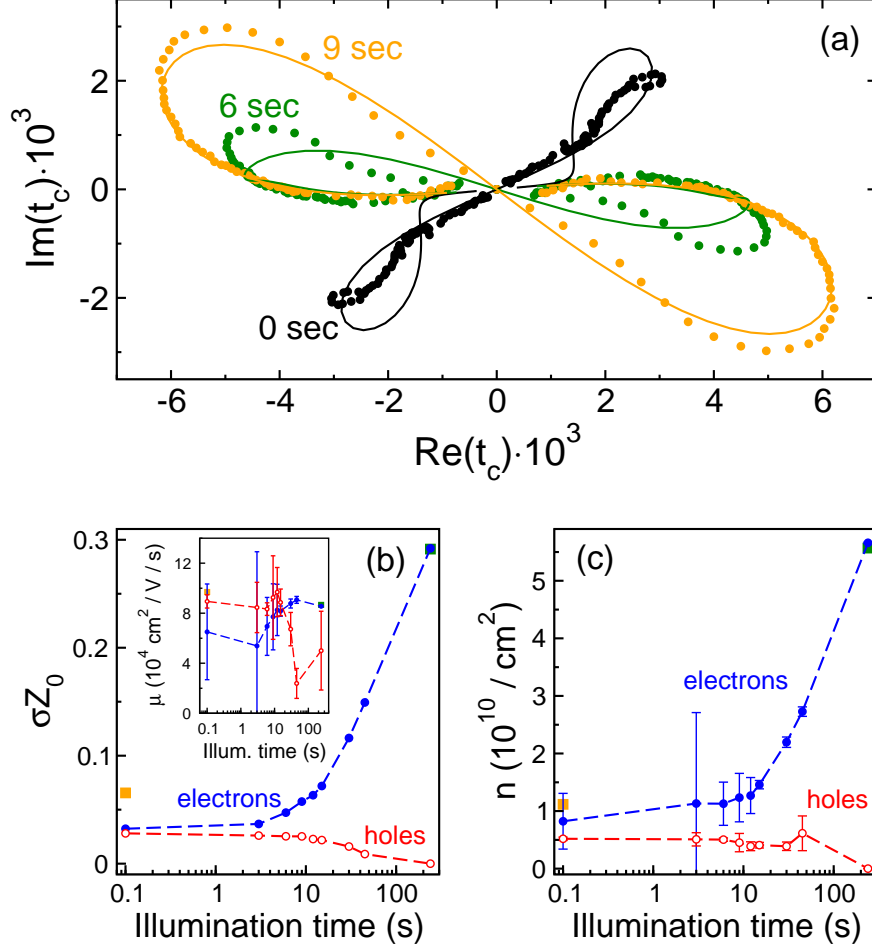 (a)
9 sec
6 sec
0 sec
Im(t_c)·10^3
2
0
-2
-6 -4 -2 0 2 4 6
Re(t_c)·10^3
(b)
σZ_0
0.3
0.2
0.1
0
μ (10^4 cm^2 / V / s)
12
8
4
0
0.1 1 10 100
Illum. time (s)
electrons
holes
0.1 1 10 100
Illumination time (s)
(c)
n (10^10 / cm^2)
5
4
3
2
1
0
electrons
holes
0.1 1 10 100
Illumination time (s)